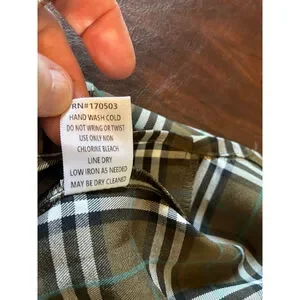 RN#170503
HAND WASH COLD
DO NOT WRING OR TWIST
USE ONLY NON
CHLORINE BLEACH
LINE DRY
LOW IRON AS NEEDED
MAY BE DRY CLEANED